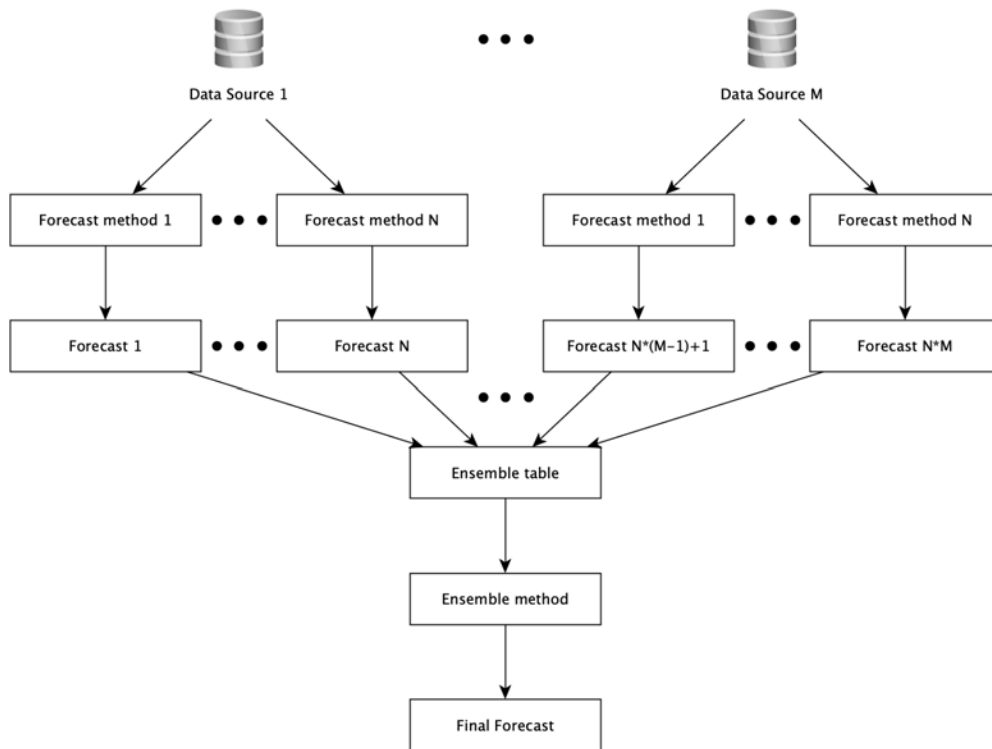 Data Source 1
Data Source M
Forecast method 1
Forecast method N
Forecast method 1
Forecast method N
Forecast 1
Forecast N
Forecast N*(M-1)+1
Forecast N*M
Ensemble table
Ensemble method
Final Forecast